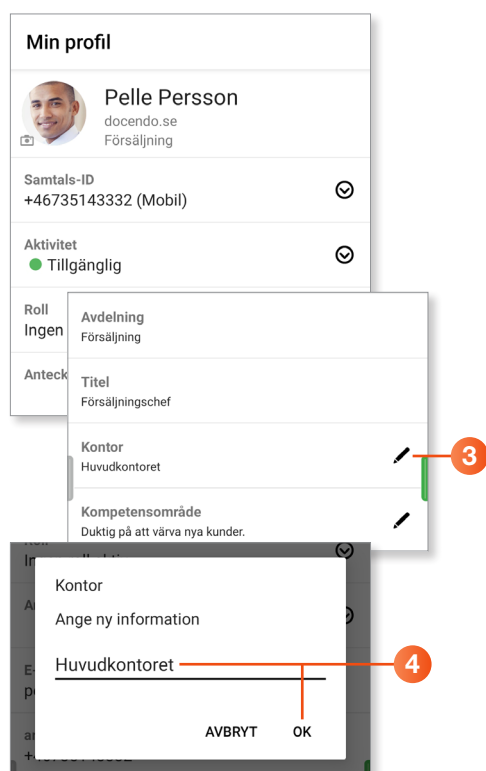 Min profil
Pelle Persson
docendo.se
Försäljning
Samtals-ID
+46735143332 (Mobil)
Aktivitet
Tillgänglig
Roll
Ingen
Anteck
Avdelning
Försäljning
Titel
Försäljningschef
Kontor
Huvudkontoret
3
Kompetensområde
Duktig på att värva nya kunder.
Kontor
Ange ny information
Huvudkontoret
4
AVBRYT OK